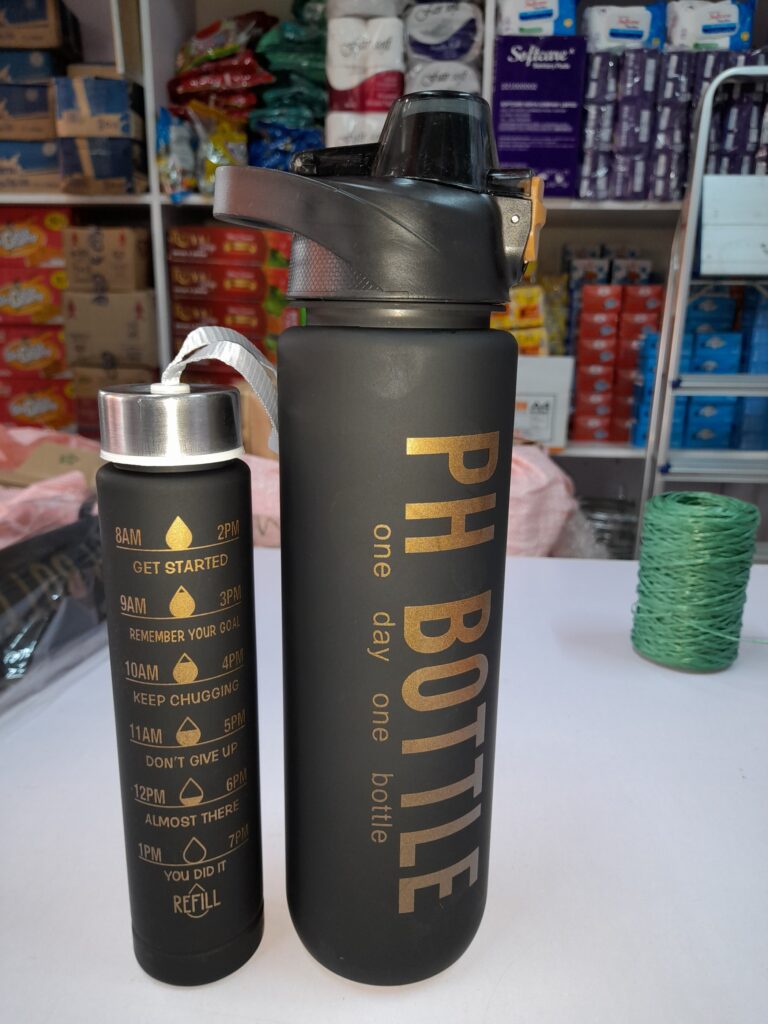 8AM 2PM
GET STARTED
9AM 3PM
REMEMBER YOUR GOAL
10AM 4PM
KEEP CHUGGING
11AM 5PM
DON'T GIVE UP
12PM 6PM
ALMOST THERE
1PM 7PM
YOU DID IT
REFILL
PH BOTTLE
one day one bottle
Softcare